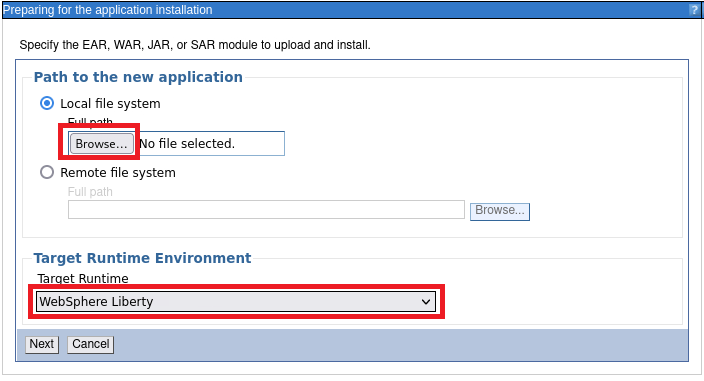 Preparing for the application installation
?
Specify the EAR, WAR, JAR, or SAR module to upload and install.
Path to the new application
Local file system
Full path
Browse... No file selected.
Remote file system
Full path
Browse...
Target Runtime Environment
Target Runtime
WebSphere Liberty
Next Cancel